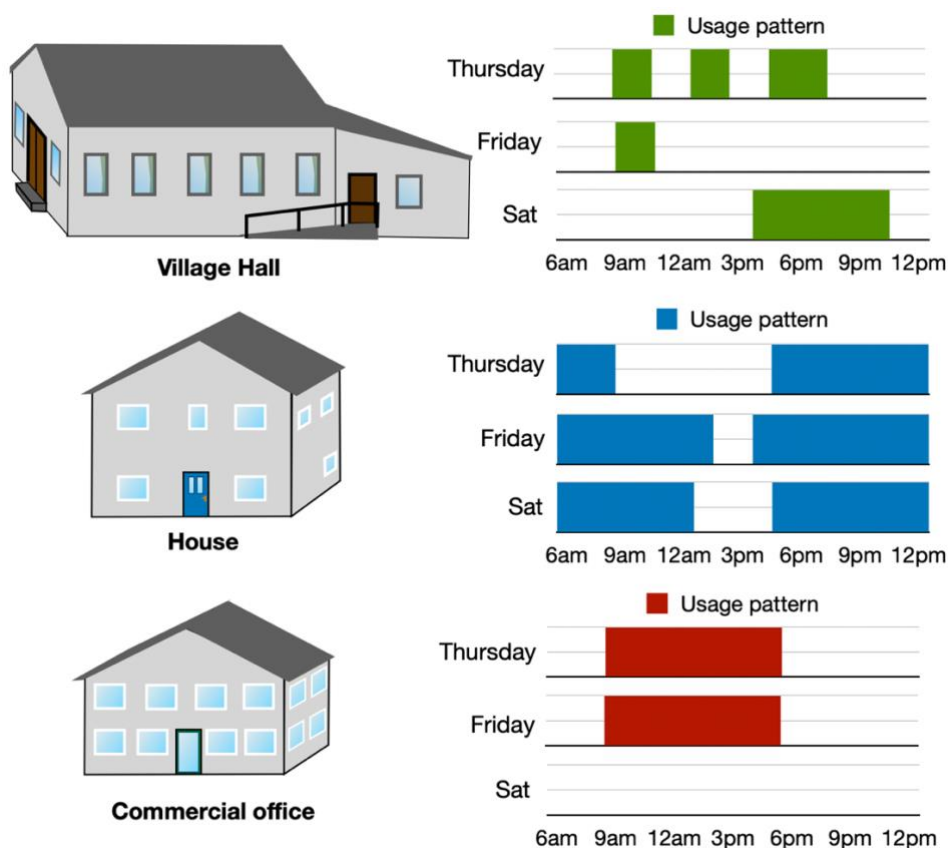 Usage pattern
Thursday
Friday
Sat
6am 9am 12am 3pm 6pm 9pm 12pm
Village Hall
Usage pattern
Thursday
Friday
Sat
6am 9am 12am 3pm 6pm 9pm 12pm
House
Usage pattern
Thursday
Friday
Sat
6am 9am 12am 3pm 6pm 9pm 12pm
Commercial office